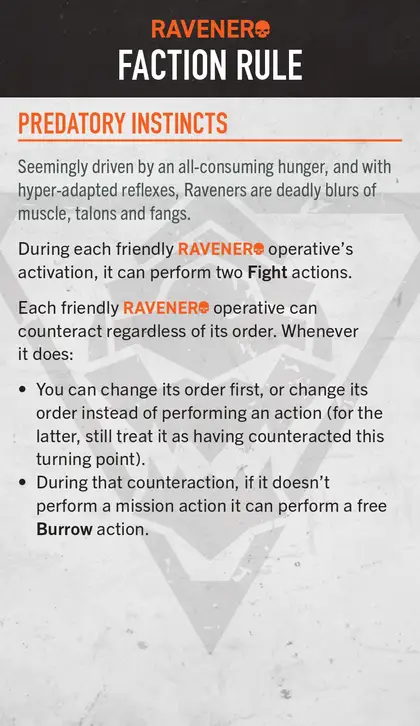 RAVENER
FACTION RULE
PREDATORY INSTINCTS
Seemingly driven by an all-consuming hunger, and with
hyper-adapted reflexes, Raveners are deadly blurs of
muscle, talons and fangs.
During each friendly RAVENER operative’s
activation, it can perform two Fight actions.
Each friendly RAVENER operative can
counteract regardless of its order. Whenever
it does:
• You can change its order first, or change its
order instead of performing an action (for the
latter, still treat it as having counteracted this
turning point).
• During that counteraction, if it doesn’t
perform a mission action it can perform a free
Burrow action.